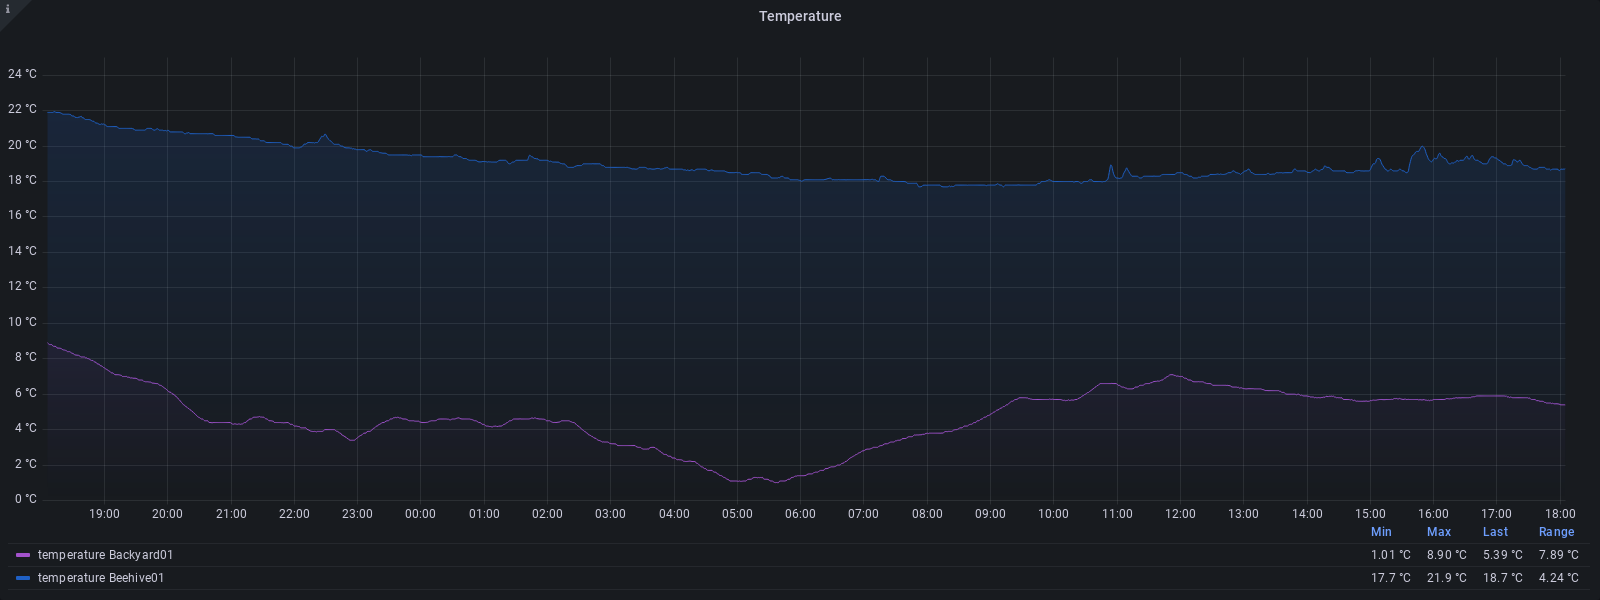 i
Temperature
24 °C
22 °C
20 °C
18 °C
16 °C
14 °C
12 °C
10 °C
8 °C
6 °C
4 °C
2 °C
0 °C
19:00 20:00 21:00 22:00 23:00 00:00 01:00 02:00 03:00 04:00 05:00 06:00 07:00 08:00 09:00 10:00 11:00 12:00 13:00 14:00 15:00 16:00 17:00 18:00
Min Max Last Range
temperature Backyard01 1.01 °C 8.90 °C 5.39 °C 7.89 °C
temperature Beehive01 17.7 °C 21.9 °C 18.7 °C 4.24 °C